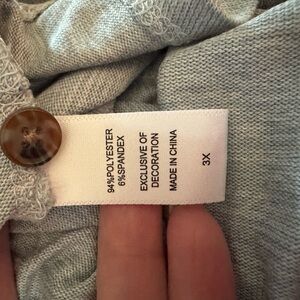 94%POLYESTER
6%SPANDEX
EXCLUSIVE OF
DECORATION
MADE IN CHINA
3X